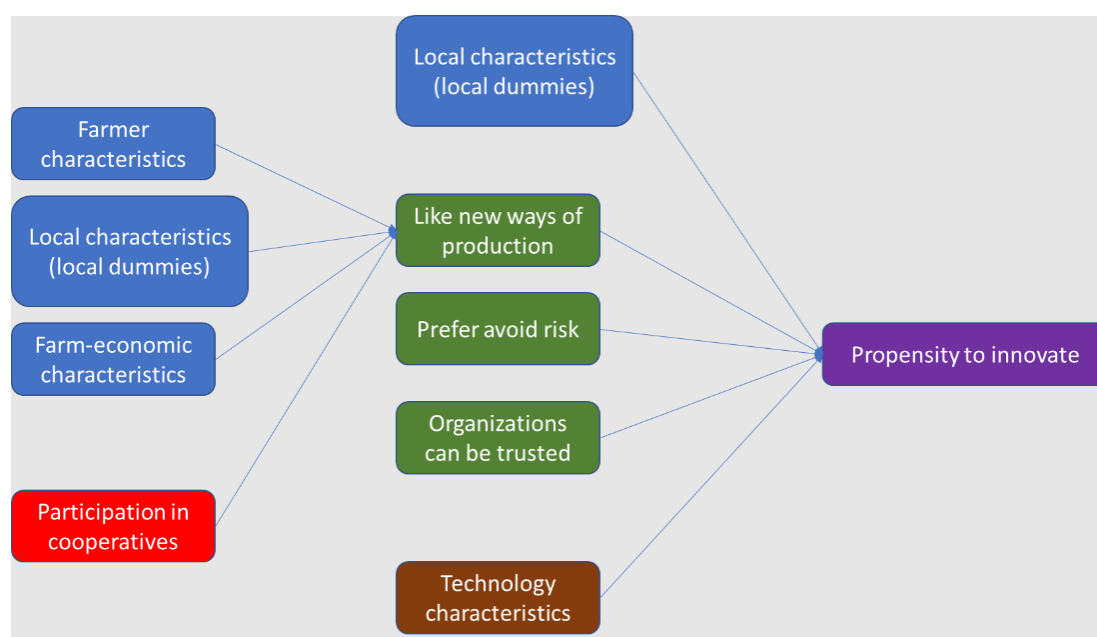 Local characteristics
(local dummies)
Farmer
characteristics
Local characteristics
(local dummies)
Farm-economic
characteristics
Participation in
cooperatives
Like new ways of
production
Prefer avoid risk
Organizations
can be trusted
Technology
characteristics
Propensity to innovate